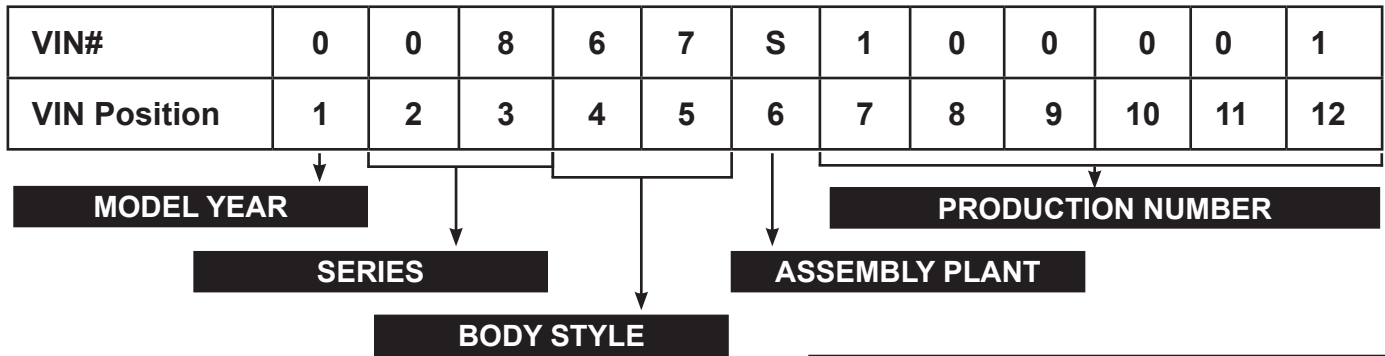 VIN# 0 0 8 6 7 S 1 0 0 0 0 1
VIN Position 1 2 3 4 5 6 7 8 9 10 11 12
MODEL YEAR
PRODUCTION NUMBER
SERIES
ASSEMBLY PLANT
BODY STYLE